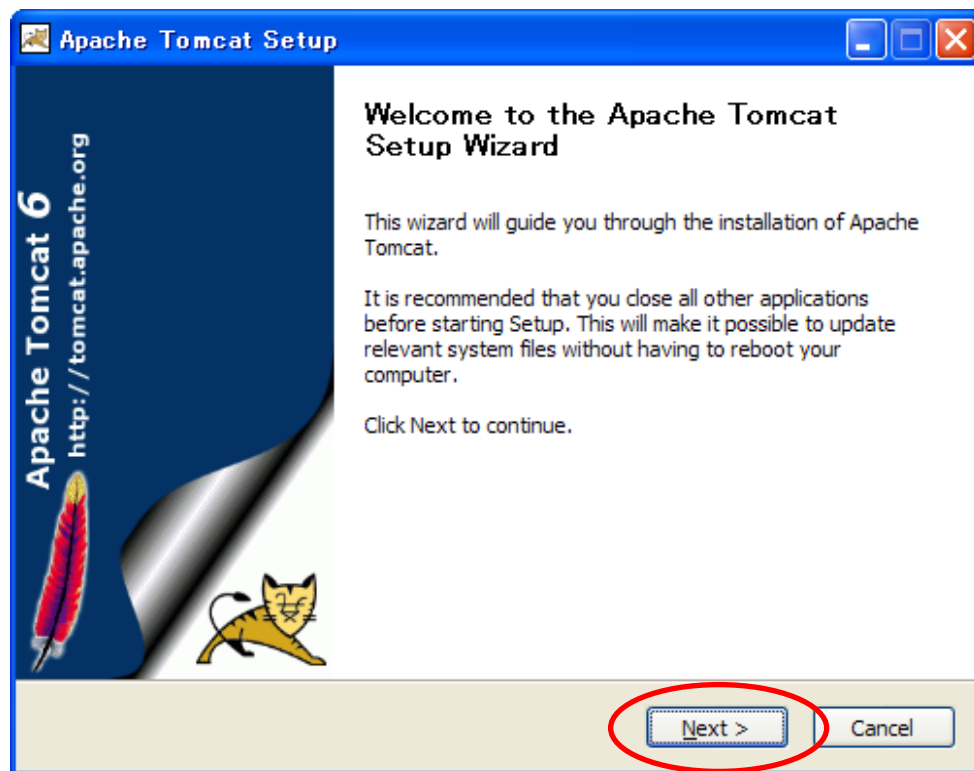 Apache Tomcat Setup
Apache Tomcat 6
http://tomcat.apache.org
Welcome to the Apache Tomcat
Setup Wizard
This wizard will guide you through the installation of Apache
Tomcat.
It is recommended that you close all other applications
before starting Setup. This will make it possible to update
relevant system files without having to reboot your
computer.
Click Next to continue.
Next >
Cancel